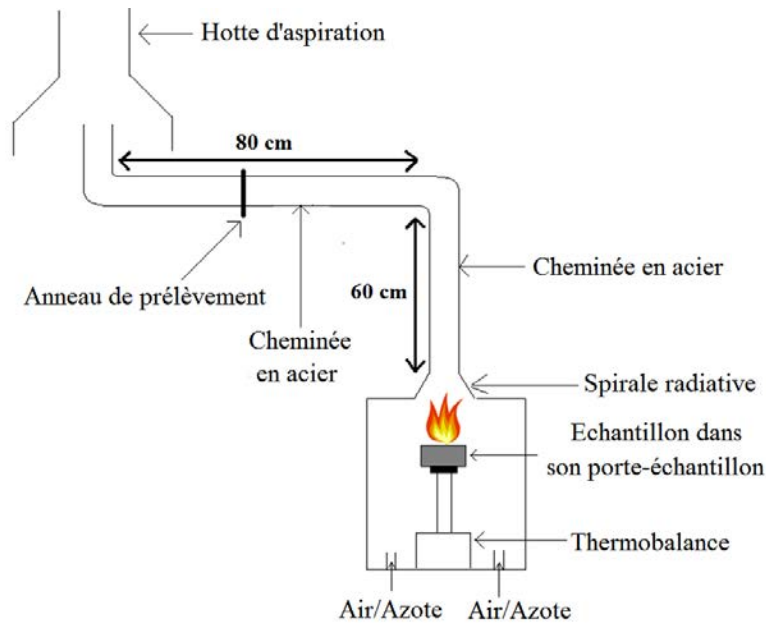 Hotte d'aspiration
80 cm
Anneau de prélèvement
Cheminée
en acier
60 cm
Cheminée en acier
Spirale radiative
Echantillon dans
son porte-échantillon
Thermobalance
Air/Azote
Air/Azote